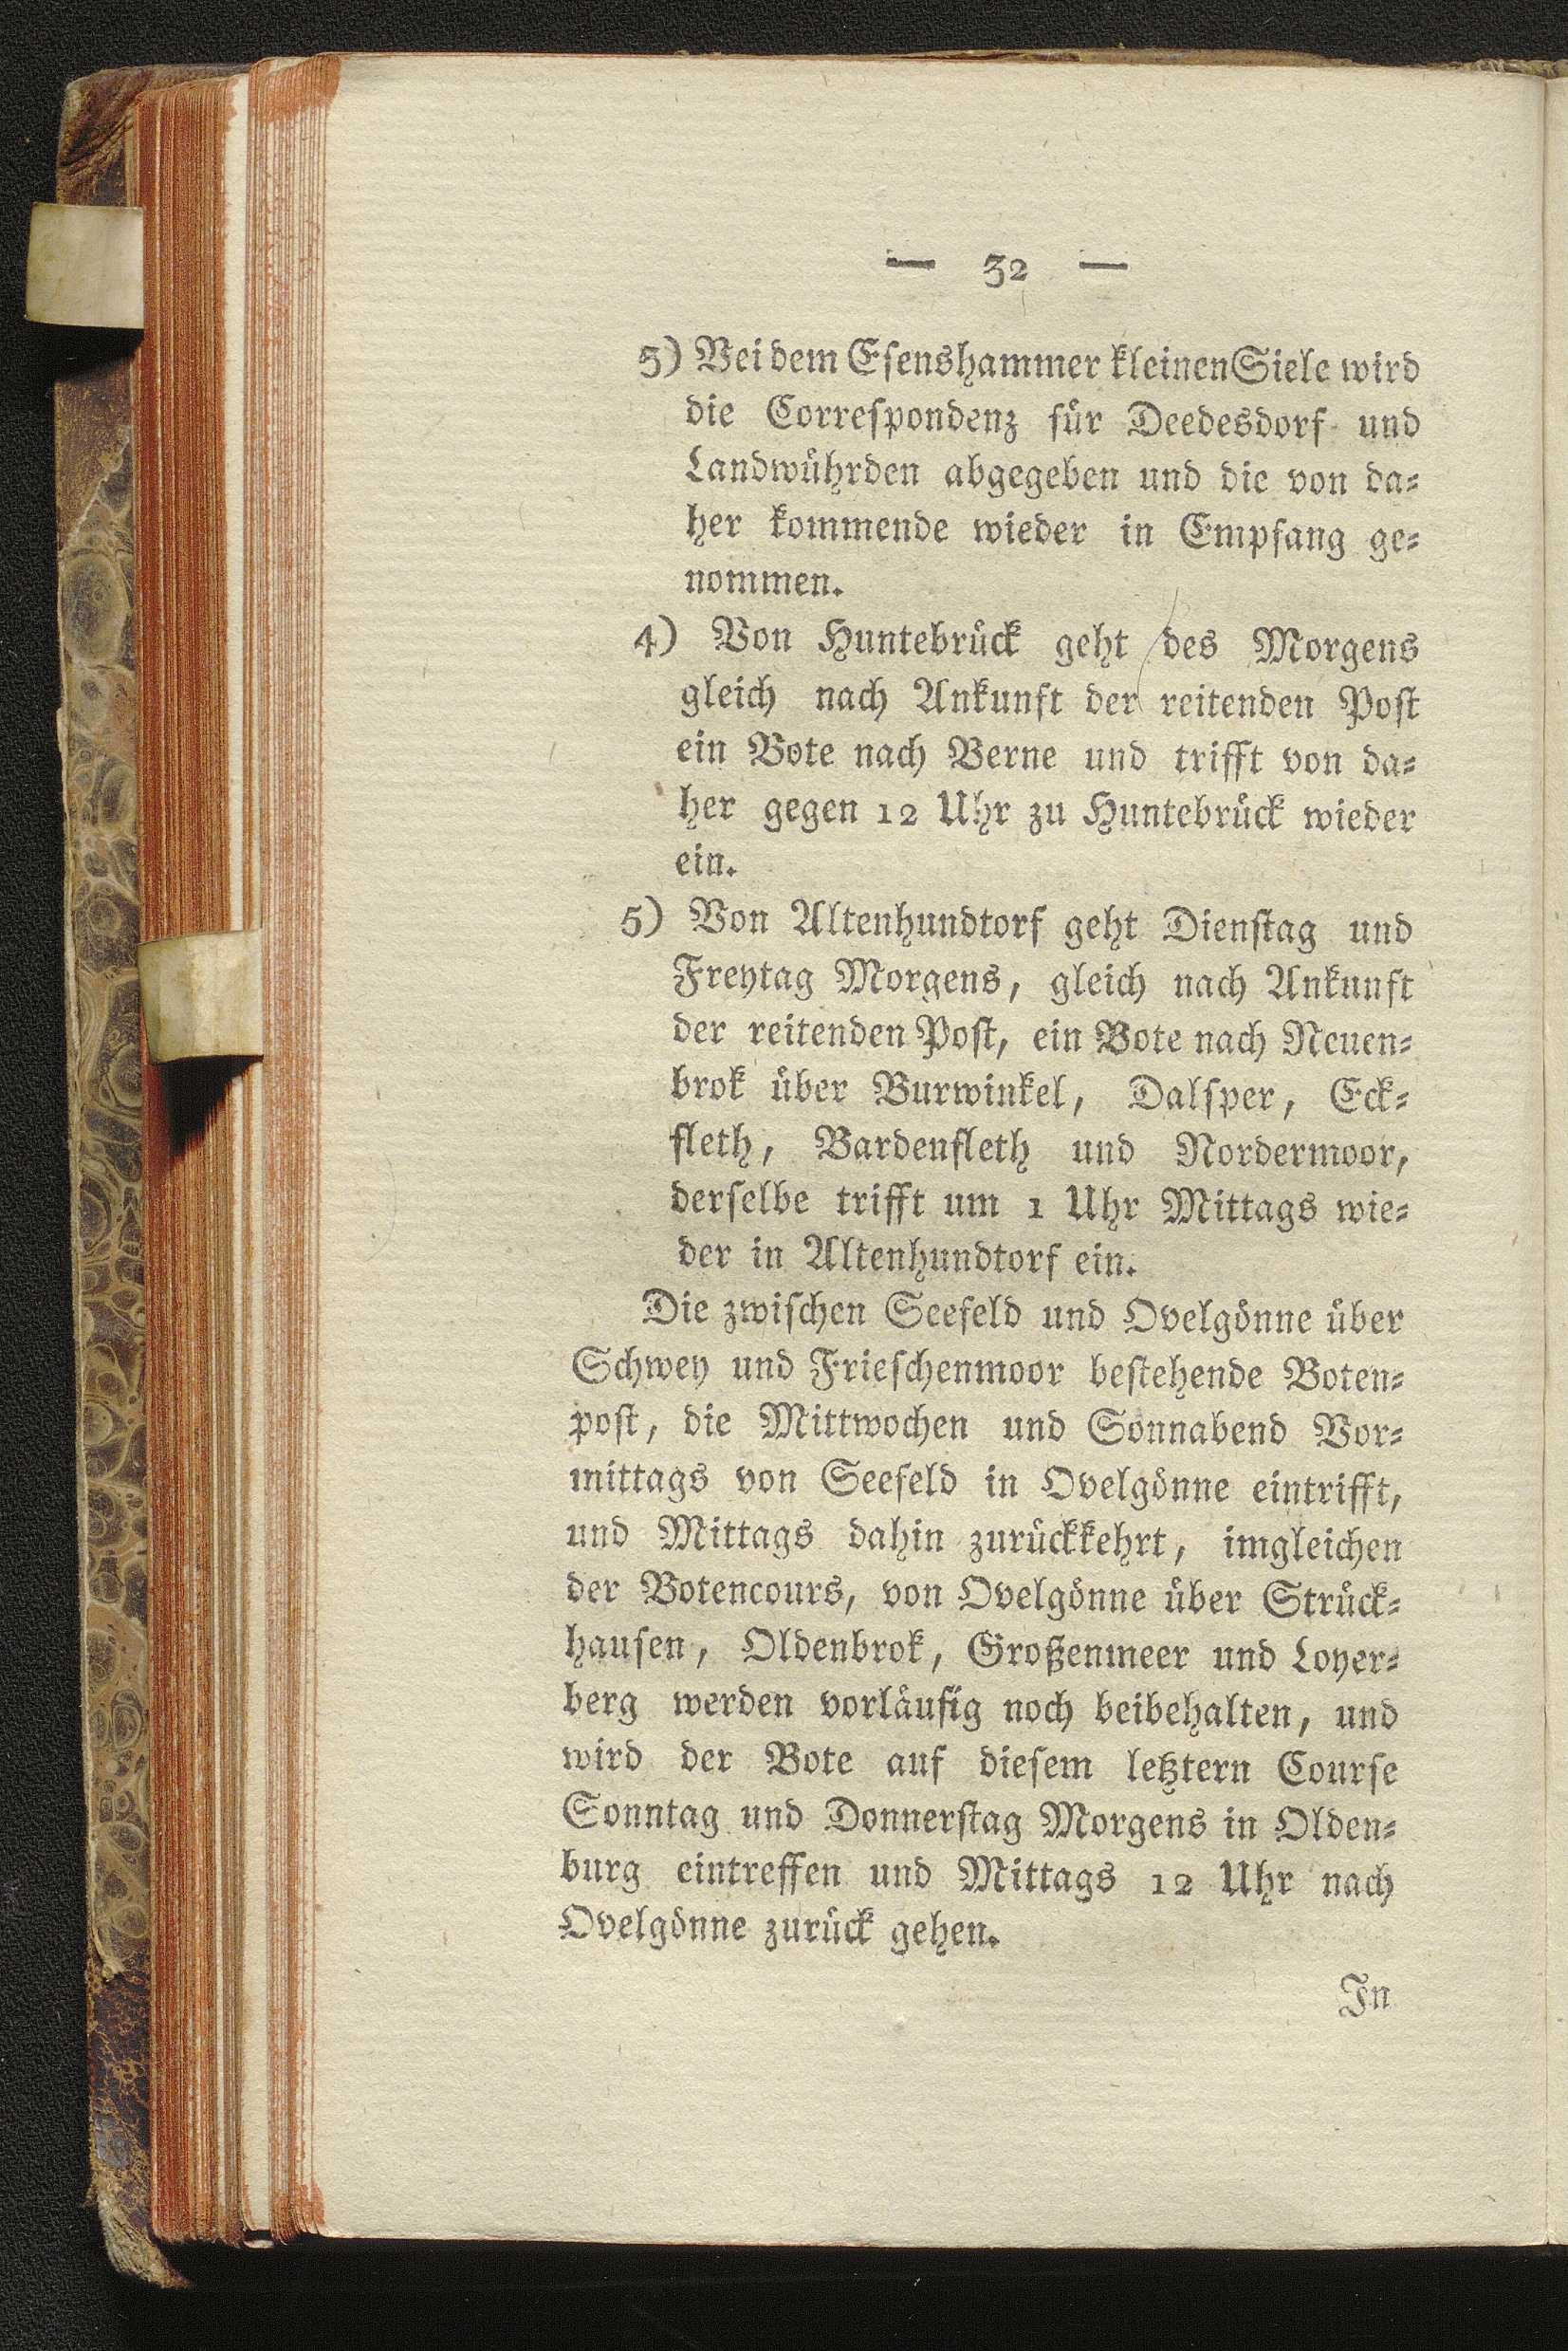 — 32 —
3) Bei dem Esenshammer kleinen Siele wird
die Correspondenz für Deedesdorf und
Landwührden abgegeben und die von da-
her kommende wieder in Empfang ge-
nommen.
4) Von Huntebrück geht des Morgens
gleich nach Ankunft der reitenden Post
ein Bote nach Berne und trifft von da-
her gegen 12 Uhr zu Huntebrück wieder
ein.
5) Von Altenhundtorf geht Dienstag und
Freytag Morgens, gleich nach Ankunft
der reitenden Post, ein Bote nach Neuen-
brok über Burwinkel, Dalsper, Eck-
fleth, Bardenfleth und Nordermoor,
derselbe trifft um 1 Uhr Mittags wie-
der in Altenhundtorf ein.
Die zwischen Seefeld und Ovelgönne über
Schwey und Frieschenmoor bestehende Boten-
post, die Mittwochen und Sonnabend Vor-
mittags von Seefeld in Ovelgönne eintrifft,
und Mittags dahin zurückkehrt, imgleichen
der Botencours, von Ovelgönne über Strück-
hausen, Oldenbrok, Großenmeer und Loyer-
berg werden vorläufig noch beibehalten, und
wird der Bote auf diesem letztern Course
Sonntag und Donnerstag Morgens in Olden-
burg eintreffen und Mittags 12 Uhr nach
Ovelgönne zurück gehen.
In